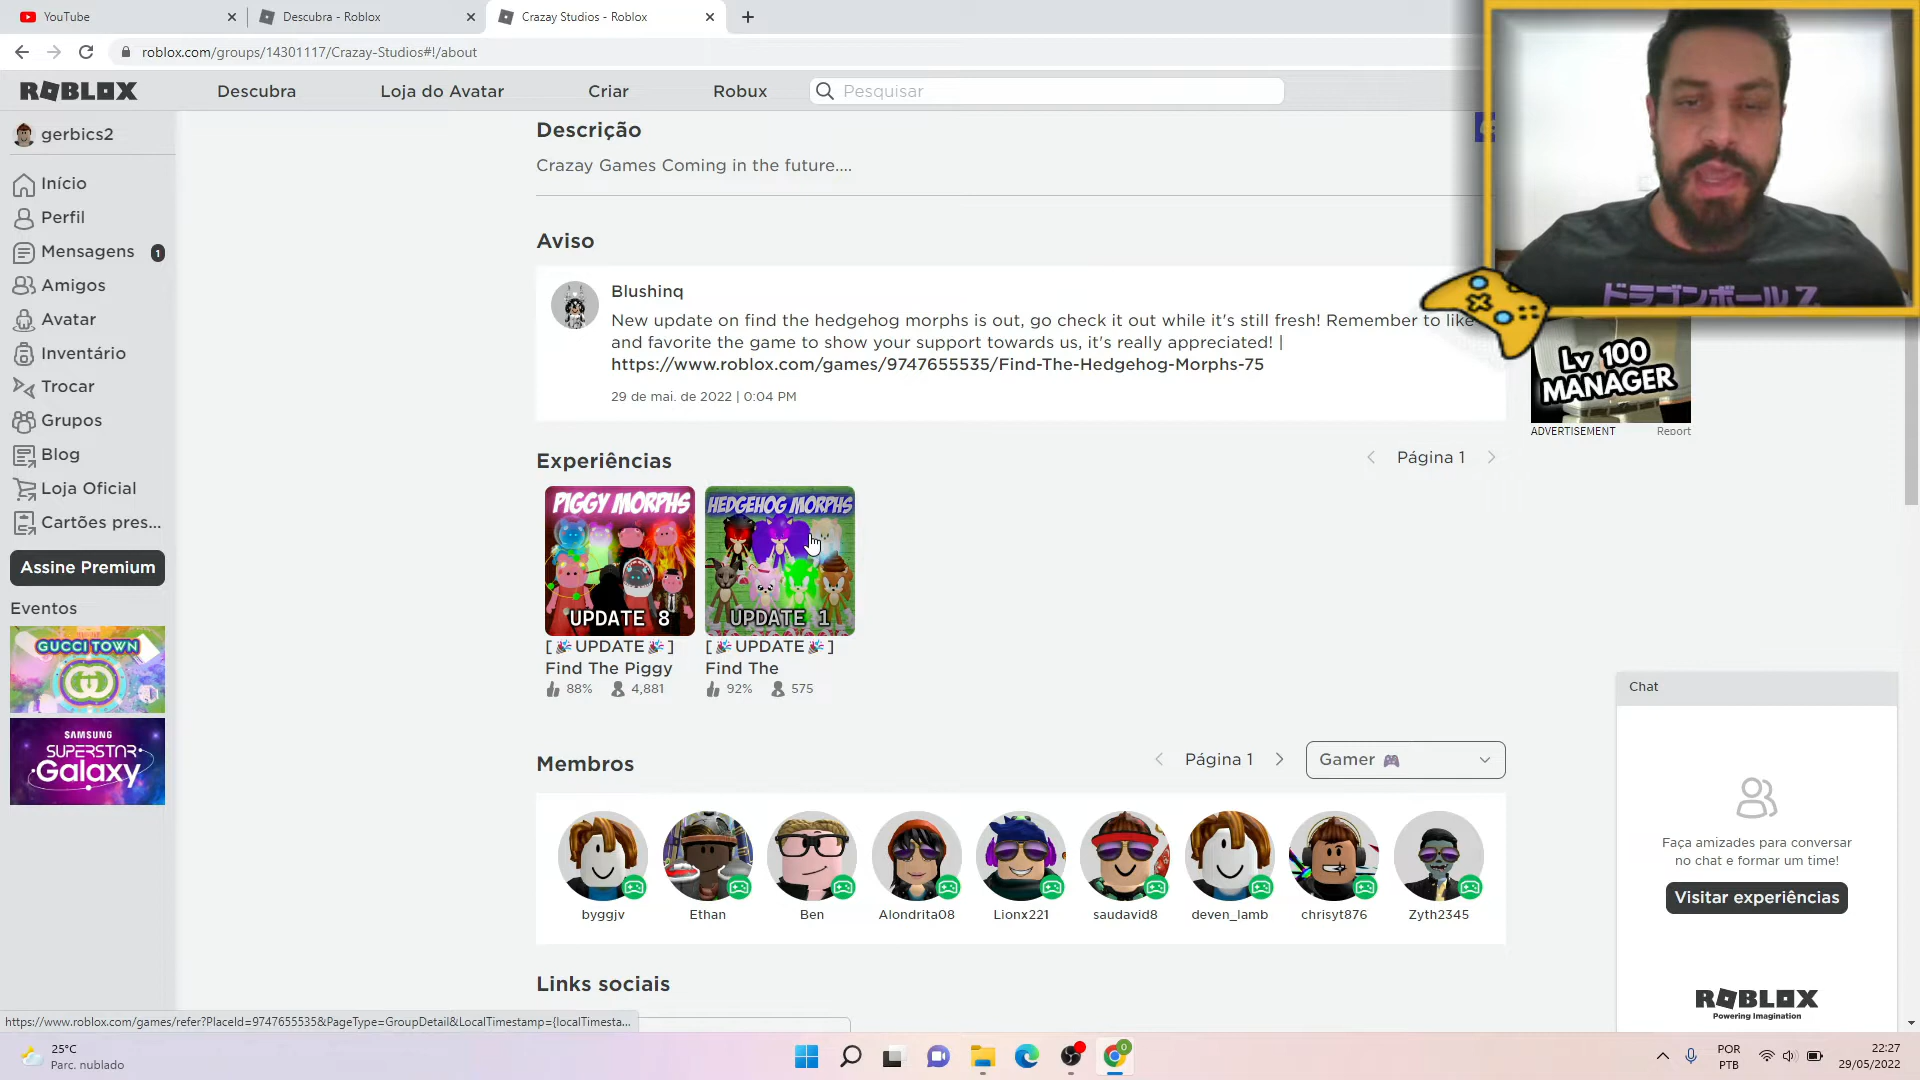 YouTube
Descubra - Roblox
Crazay Studios - Roblox
roblox.com/groups/14301117/Crazay-Studios#!/about
ROBLOX
Descubra
Loja do Avatar
Criar
Robux
Pesquisar
gerbics2
Início
Perfil
Mensagens
1
Amigos
Avatar
Inventário
Trocar
Grupos
Blog
Loja Oficial
Cartões pres...
Assine Premium
Eventos
GUCCI TOWN
SAMSUNG
SUPERSTAR
Galaxy
Descrição
Crazay Games Coming in the future....
Aviso
Blushinq
New update on find the hedgehog morphs is out, go check it out while it's still fresh! Remember to like
and favorite the game to show your support towards us, it's really appreciated! |
https://www.roblox.com/games/9747655535/Find-The-Hedgehog-Morphs-75
29 de mai. de 2022 | 0:04 PM
Experiências
Página 1
PIGGY MORPHS
UPDATE 8
[🎉UPDATE🎉]
Find The Piggy
88%
4,881
HEDGEHOG MORPHS
UPDATE 1
[🎉UPDATE🎉]
Find The
92%
575
Membros
Página 1
Gamer 🎮
byggjv
Ethan
Ben
Alondrita08
Lionx221
saudavid8
deven_lamb
chrisyt876
Zyth2345
Links sociais
ドラゴンボールZ
Lv 100
MANAGER
ADVERTISEMENT
Report
Chat
Faça amizades para conversar
no chat e formar um time!
Visitar experiências
ROBLOX
Powering Imagination
https://www.roblox.com/games/refer?PlaceId=9747655535&PageType=GroupDetail&LocalTimestamp={localTimesta...
25°C
Parc. nublado
0
POR
PTB
22:27
29/05/2022